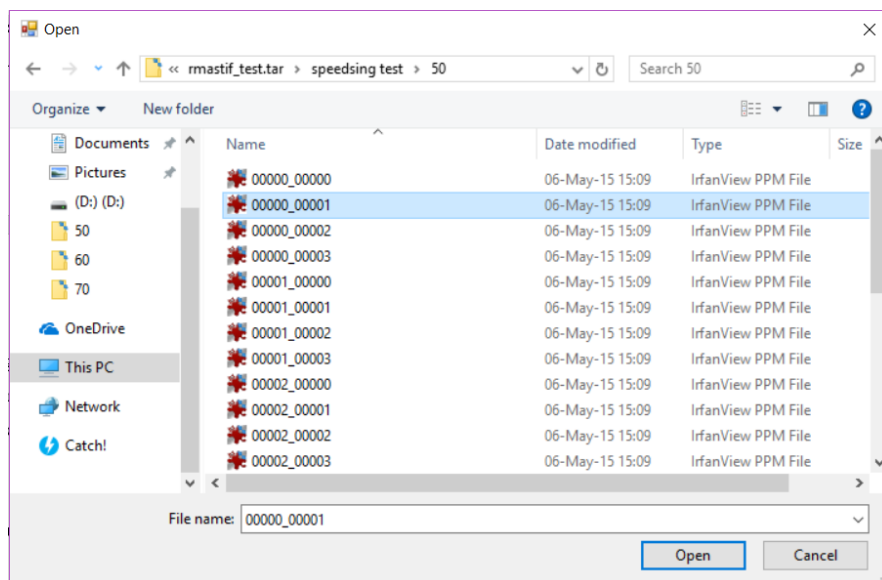 Open
« rmastif_test.tar › speedsing test › 50
Search 50
Organize
New folder
Name Date modified Type Size
Documents
Pictures
(D:) (D:)
50
60
70
OneDrive
This PC
Network
Catch!
00000_00000 06-May-15 15:09 IrfanView PPM File
00000_00001 06-May-15 15:09 IrfanView PPM File
00000_00002 06-May-15 15:09 IrfanView PPM File
00000_00003 06-May-15 15:09 IrfanView PPM File
00001_00000 06-May-15 15:09 IrfanView PPM File
00001_00001 06-May-15 15:09 IrfanView PPM File
00001_00002 06-May-15 15:09 IrfanView PPM File
00001_00003 06-May-15 15:09 IrfanView PPM File
00002_00000 06-May-15 15:09 IrfanView PPM File
00002_00001 06-May-15 15:09 IrfanView PPM File
00002_00002 06-May-15 15:09 IrfanView PPM File
00002_00003 06-May-15 15:09 IrfanView PPM File
File name: 00000_00001
Open Cancel